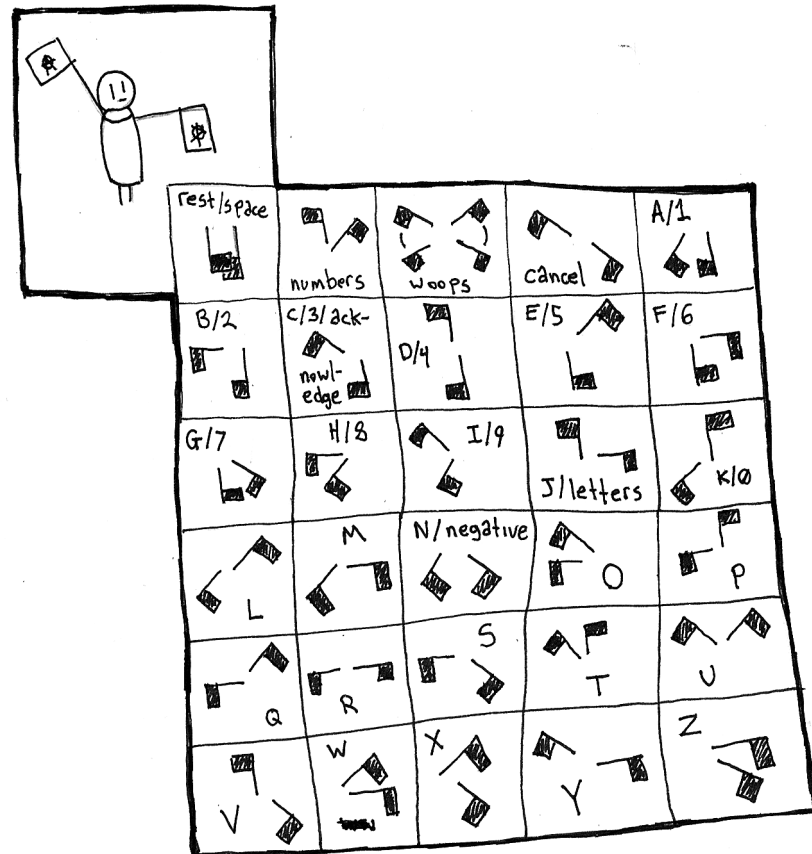 rest/space
numbers
woops
cancel
A/1
B/2
C/3/ack-
nowl-
edge
D/4
E/5
F/6
G/7
H/8
I/9
J/letters
K/0
L
M
N/negative
O
P
Q
R
S
T
U
V
W
X
Y
Z